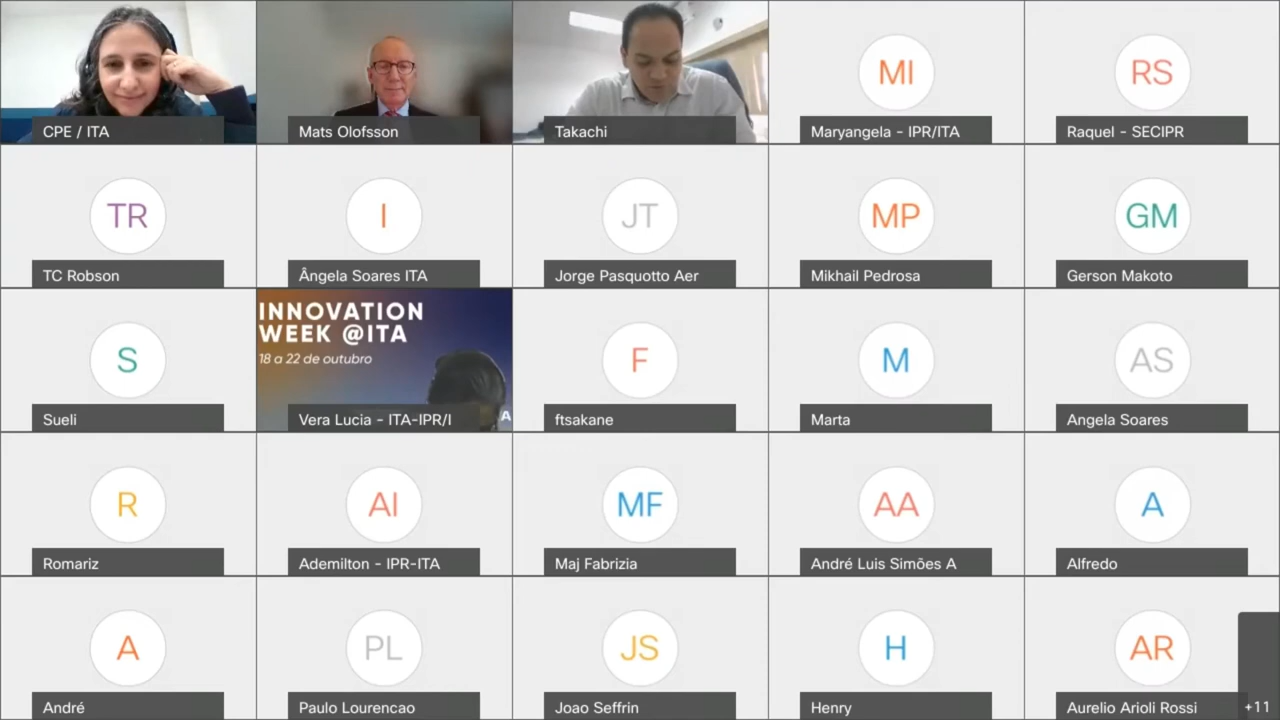 CPE / ITA
Mats Olofsson
Takachi
MI
Maryangela - IPR/ITA
RS
Raquel - SECIPR
TR
TC Robson
I
Ângela Soares ITA
JT
Jorge Pasquotto Aer
MP
Mikhail Pedrosa
GM
Gerson Makoto
S
Sueli
INNOVATION
WEEK @ITA
18 a 22 de outubro
A
Vera Lucia - ITA-IPR/I
F
ftsakane
M
Marta
AS
Angela Soares
R
Romariz
AI
Ademilton - IPR-ITA
MF
Maj Fabrizia
AA
André Luis Simões A
A
Alfredo
A
André
PL
Paulo Lourencao
JS
Joao Seffrin
H
Henry
AR
Aurelio Arioli Rossi
+11